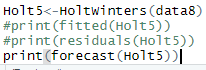 Holt5<-HoltWinters(data8)
#print(fitted(Holt5))
#print(residuals(Holt5))
print(forecast(Holt5))